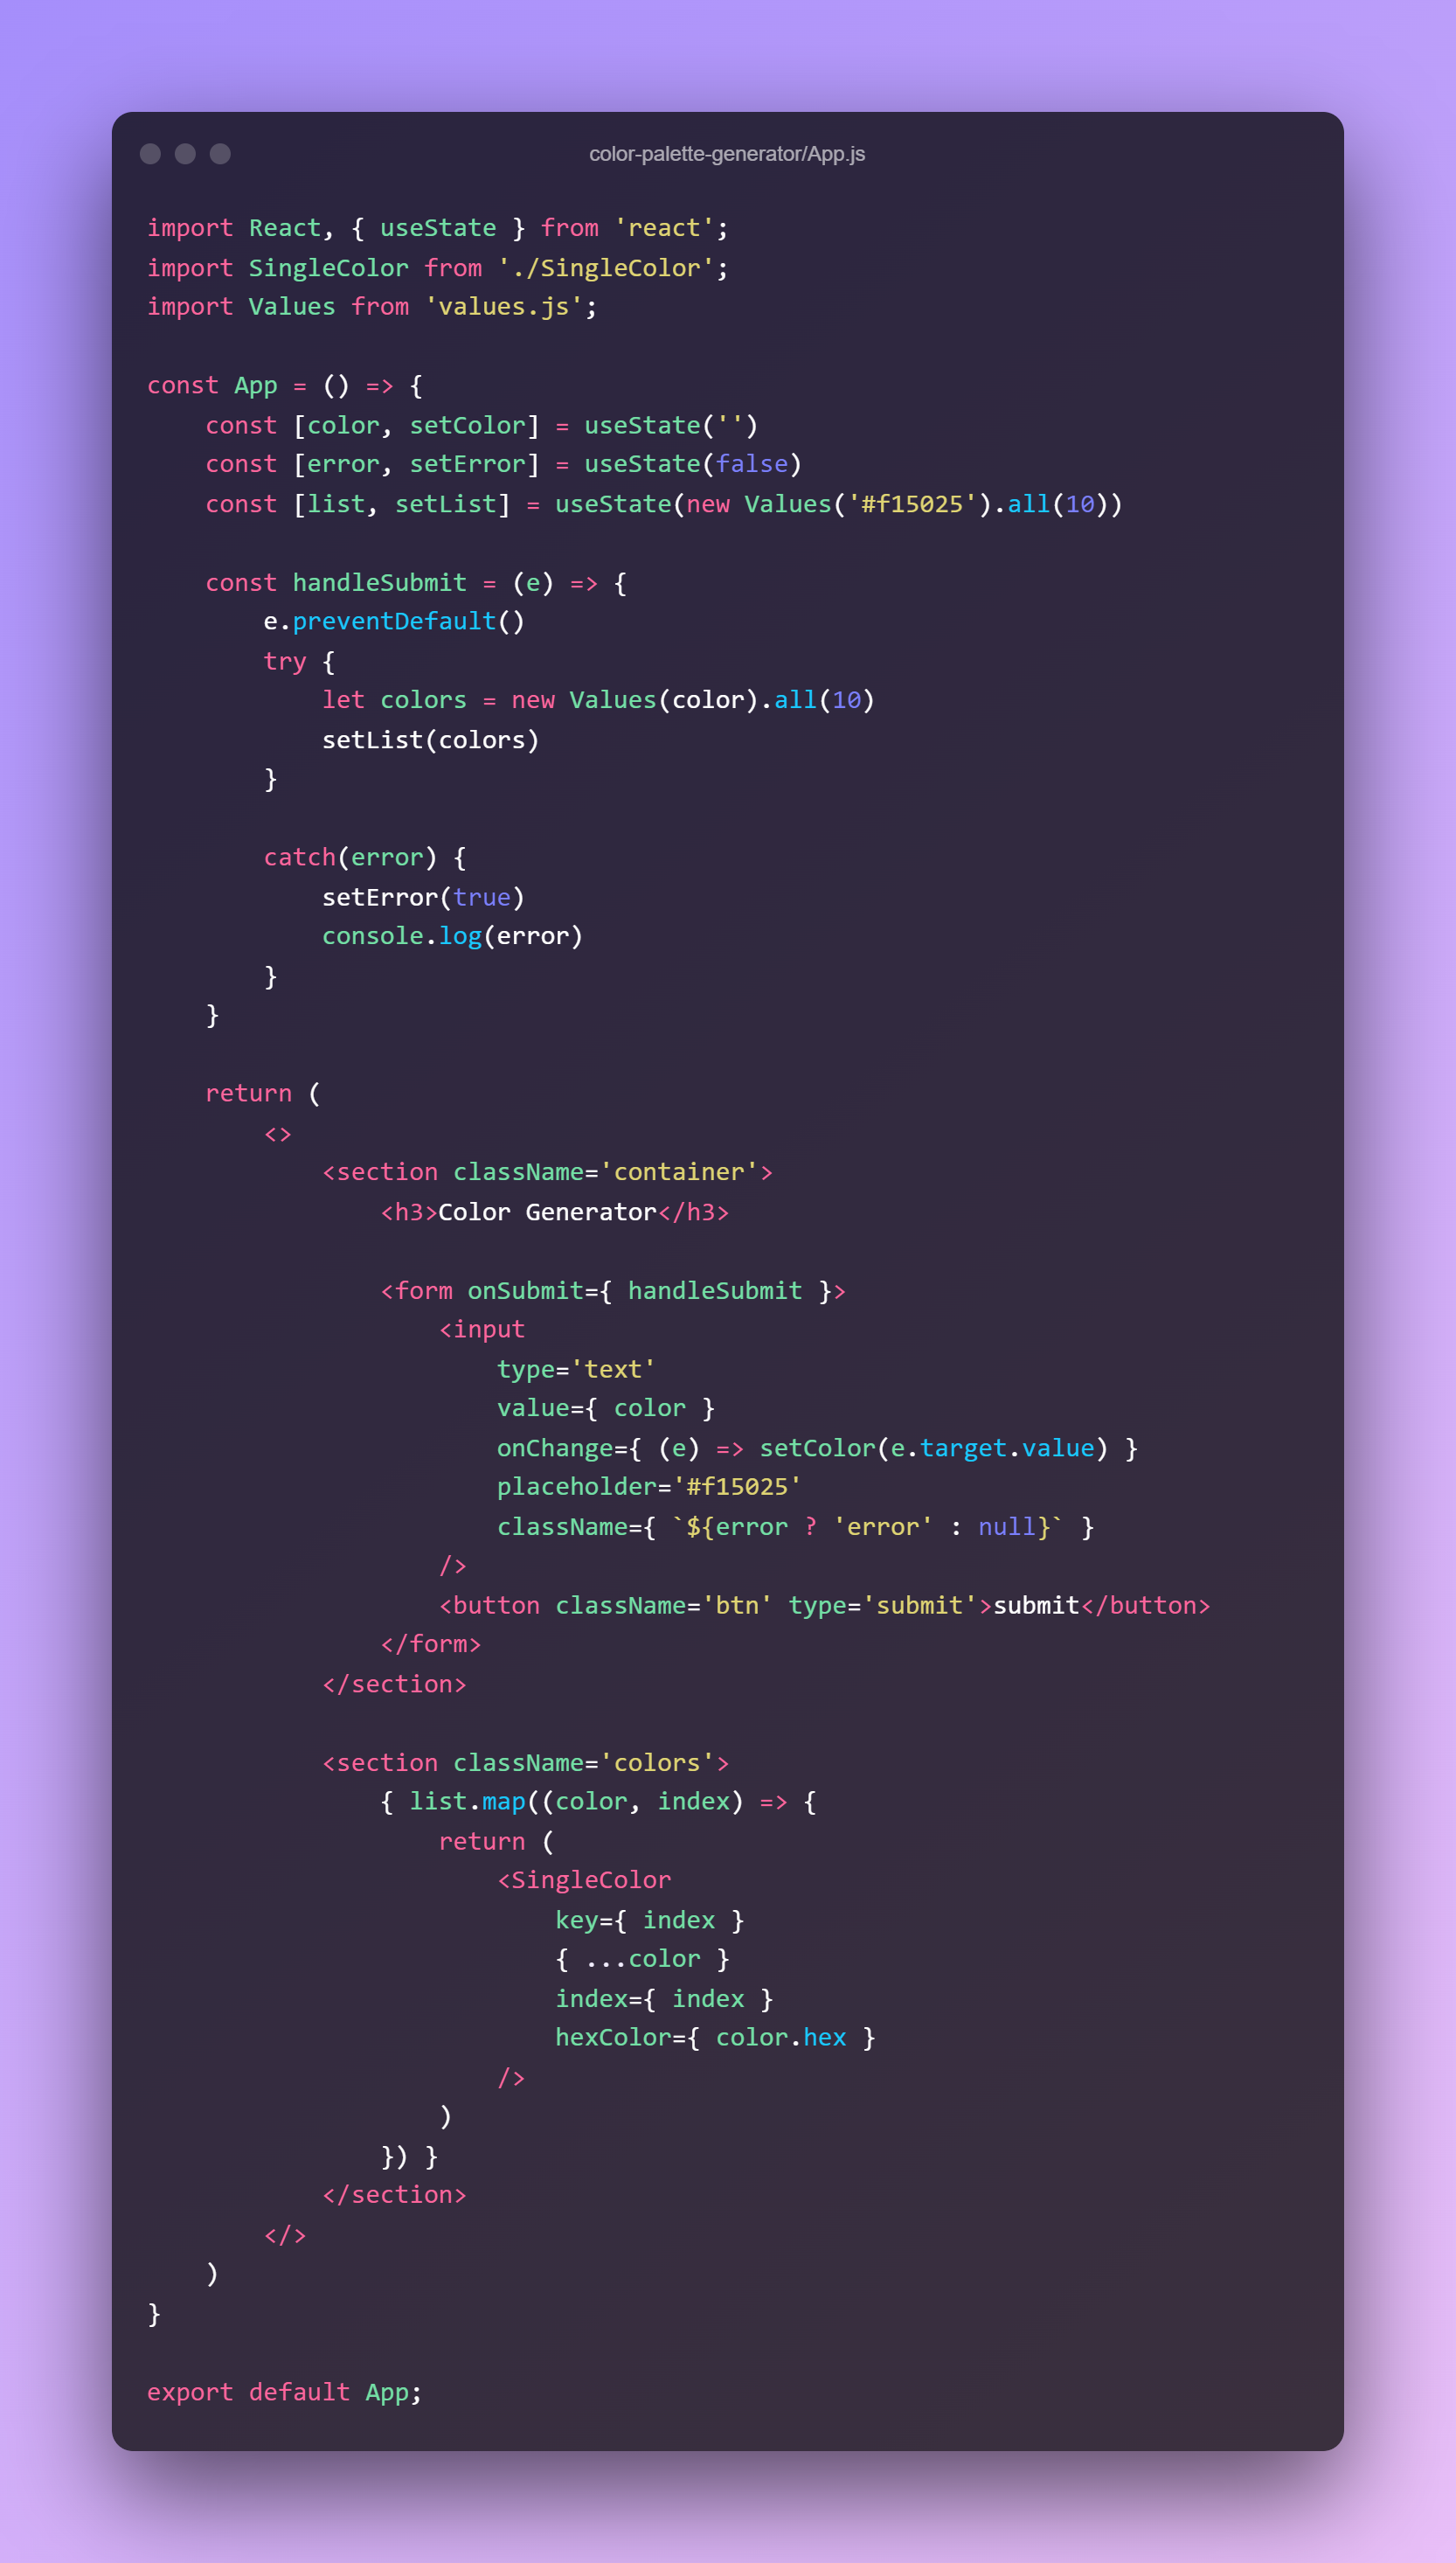 color-palette-generator/App.js
import React, { useState } from 'react';
import SingleColor from './SingleColor';
import Values from 'values.js';

const App = () => {
    const [color, setColor] = useState('')
    const [error, setError] = useState(false)
    const [list, setList] = useState(new Values('#f15025').all(10))

    const handleSubmit = (e) => {
        e.preventDefault()
        try {
            let colors = new Values(color).all(10)
            setList(colors)
        }

        catch(error) {
            setError(true)
            console.log(error)
        }
    }

    return (
        <>
            <section className='container'>
                <h3>Color Generator</h3>

                <form onSubmit={ handleSubmit }>
                    <input
                        type='text'
                        value={ color }
                        onChange={ (e) => setColor(e.target.value) }
                        placeholder='#f15025'
                        className={ `${error ? 'error' : null}` }
                    />
                    <button className='btn' type='submit'>submit</button>
                </form>
            </section>

            <section className='colors'>
                { list.map((color, index) => {
                    return (
                        <SingleColor
                            key={ index }
                            { ...color }
                            index={ index }
                            hexColor={ color.hex }
                        />
                    )
                }) }
            </section>
        </>
    )
}

export default App;